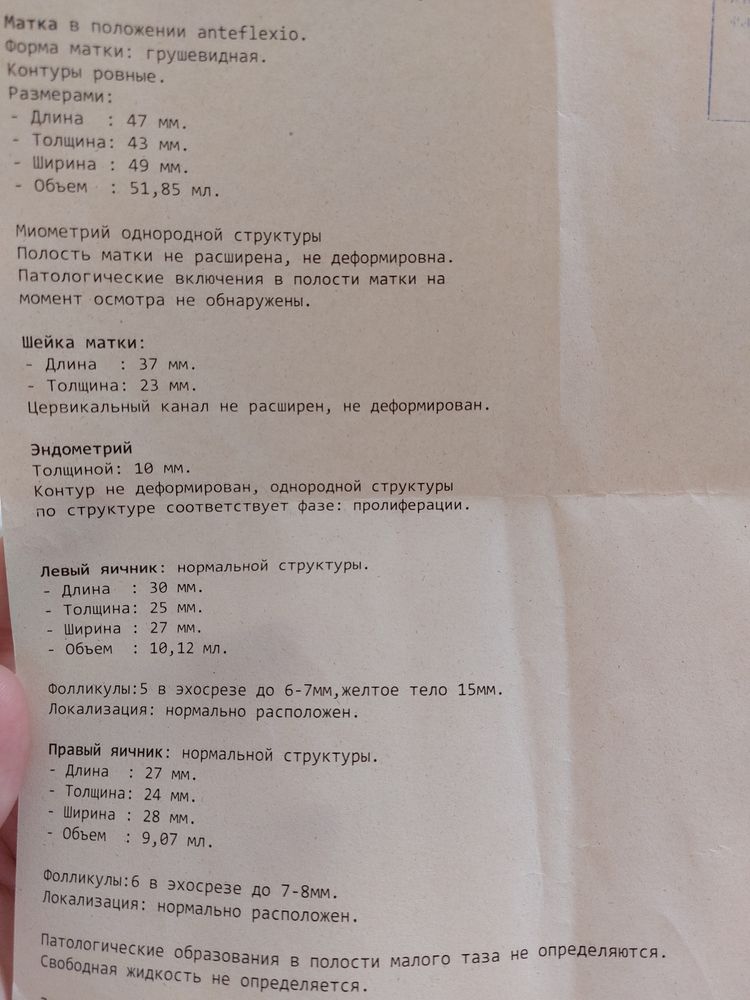 Матка в положении anteflexio.
Форма матки: грушевидная.
Контуры ровные.
Размерами:
- Длина : 47 мм.
- Толщина: 43 мм.
- Ширина : 49 мм.
- Объем : 51,85 мл.
Миометрий однородной структуры
Полость матки не расширена, не деформировна.
Патологические включения в полости матки на
момент осмотра не обнаружены.
Шейка матки:
- Длина : 37 мм.
- Толщина: 23 мм.
Цервикальный канал не расширен, не деформирован.
Эндометрий
Толщиной: 10 мм.
Контур не деформирован, однородной структуры
по структуре соответствует фазе: пролиферации.
Левый яичник: нормальной структуры.
- Длина : 30 мм.
- Толщина: 25 мм.
- Ширина : 27 мм.
- Объем : 10,12 мл.
Фолликулы:5 в эхосрезе до 6-7мм,желтое тело 15мм.
Локализация: нормально расположен.
Правый яичник: нормальной структуры.
- Длина : 27 мм.
- Толщина: 24 мм.
- Ширина : 28 мм.
- Объем : 9,07 мл.
Фолликулы:6 в эхосрезе до 7-8мм.
Локализация: нормально расположен.
Патологические образования в полости малого таза не определяются.
Свободная жидкость не определяется.